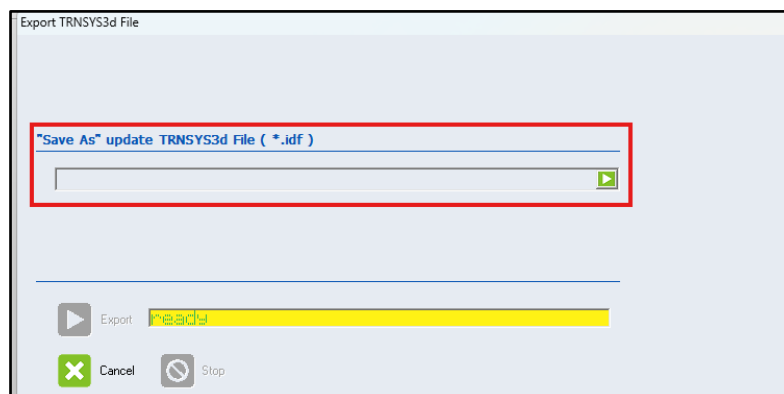 Export TRNSYS3d File
"Save As" update TRNSYS3d File ( *.idf )
Export ready
Cancel Stop